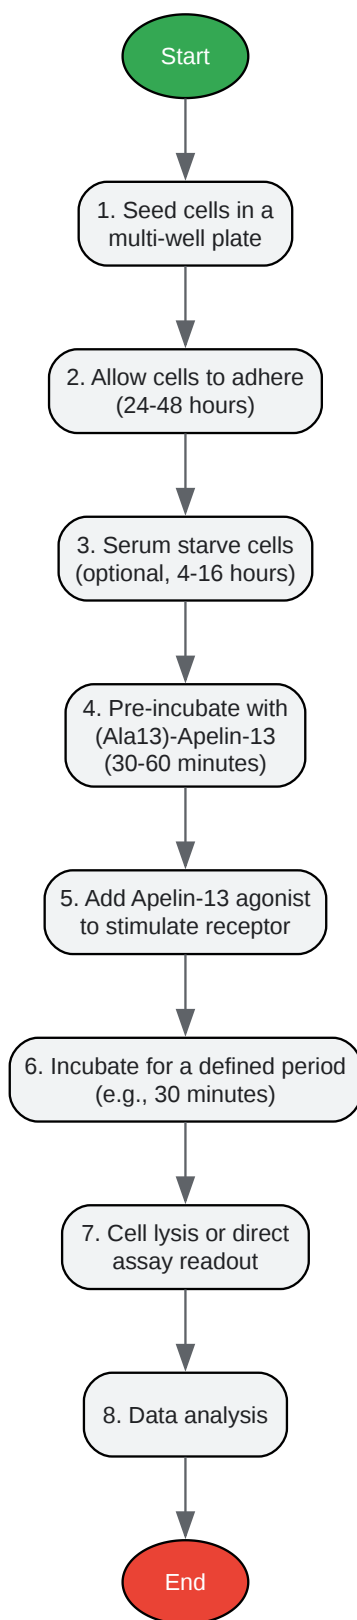 Start
1. Seed cells in a
multi-well plate
2. Allow cells to adhere
(24-48 hours)
3. Serum starve cells
(optional, 4-16 hours)
4. Pre-incubate with
(Ala13)-Apelin-13
(30-60 minutes)
5. Add Apelin-13 agonist
to stimulate receptor
6. Incubate for a defined period
(e.g., 30 minutes)
7. Cell lysis or direct
assay readout
8. Data analysis
End